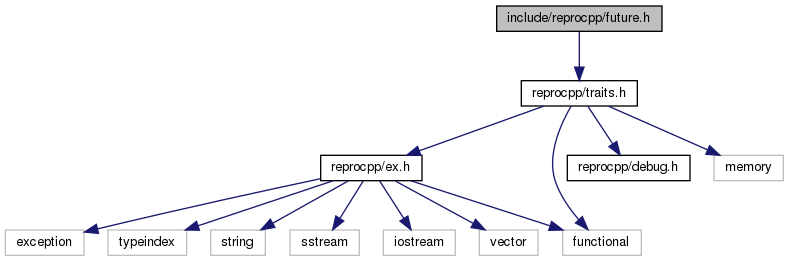 include/reprocpp/future.h
reprocpp/traits.h
reprocpp/ex.h
reprocpp/debug.h
memory
exception
typeindex
string
sstream
iostream
vector
functional